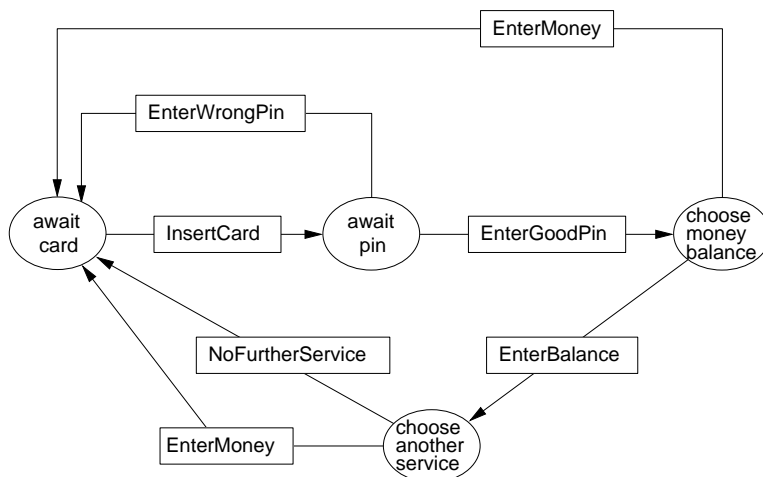 EnterMoney
EnterWrongPin
await
card
InsertCard
await
pin
EnterGoodPin
choose
money
balance
NoFurtherService
EnterBalance
EnterMoney
choose
another
service